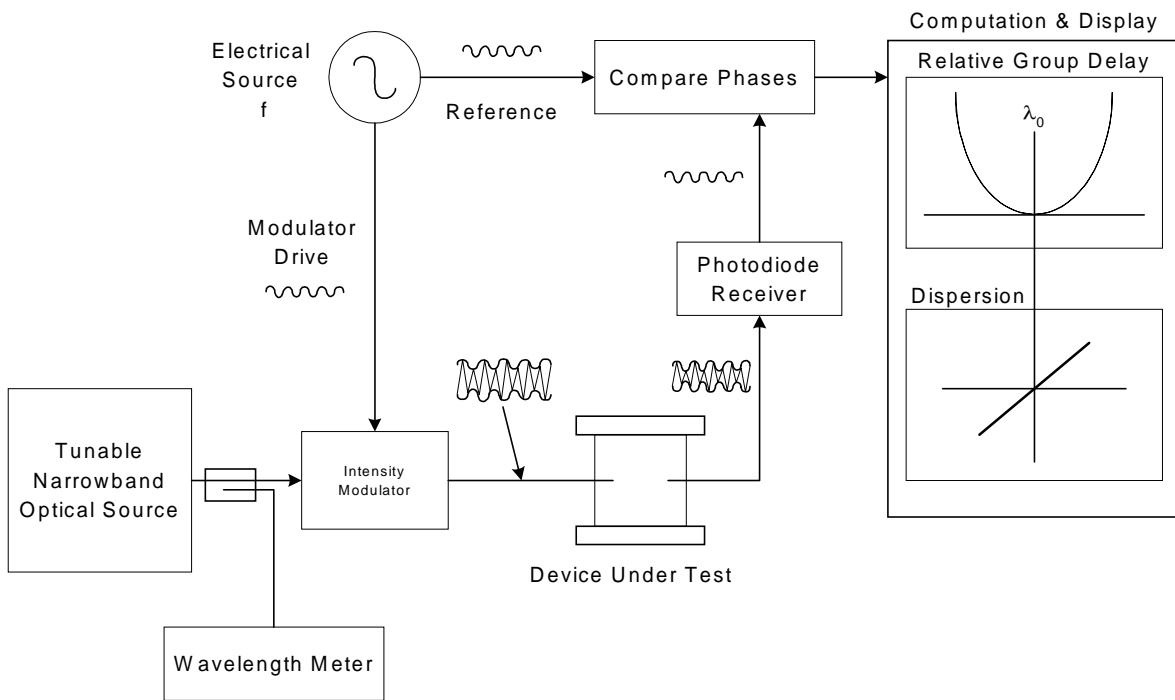 Computation & Display
Electrical
Source
f
Reference
Compare Phases
Relative Group Delay
λ0
Modulator
Drive
Photodiode
Receiver
Dispersion
Tunable
Narrowband
Optical Source
Intensity
Modulator
Device Under Test
Wavelength Meter